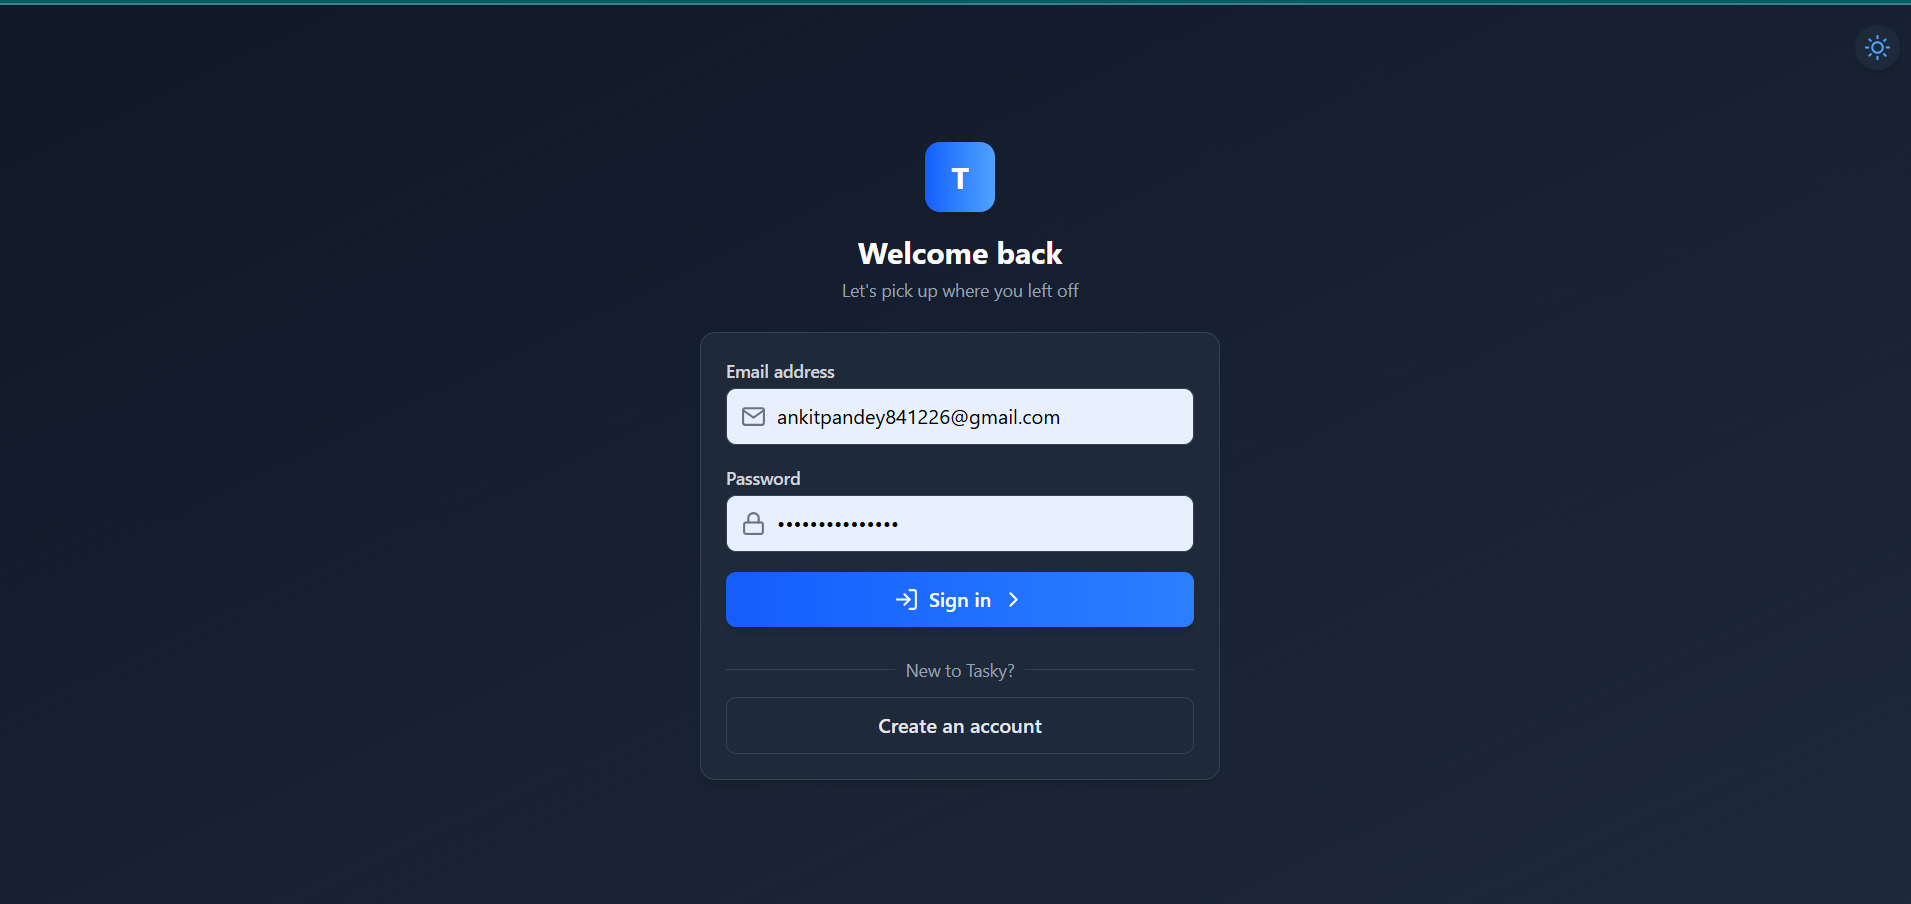 T
Welcome back
Let's pick up where you left off
Email address
ankitpandey841226@gmail.com
Password
•••••••••••••••
Sign in
New to Tasky?
Create an account